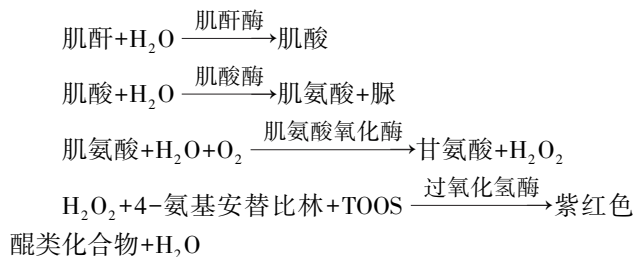 肌酐+H₂O —肌酐酶→ 肌酸
肌酸+H₂O —肌酸酶→ 肌氨酸+脲
肌氨酸+H₂O+O₂ —肌氨酸氧化酶→ 甘氨酸+H₂O₂
H₂O₂+4-氨基安替比林+TOOS —过氧化氢酶→ 紫红色
醌类化合物+H₂O